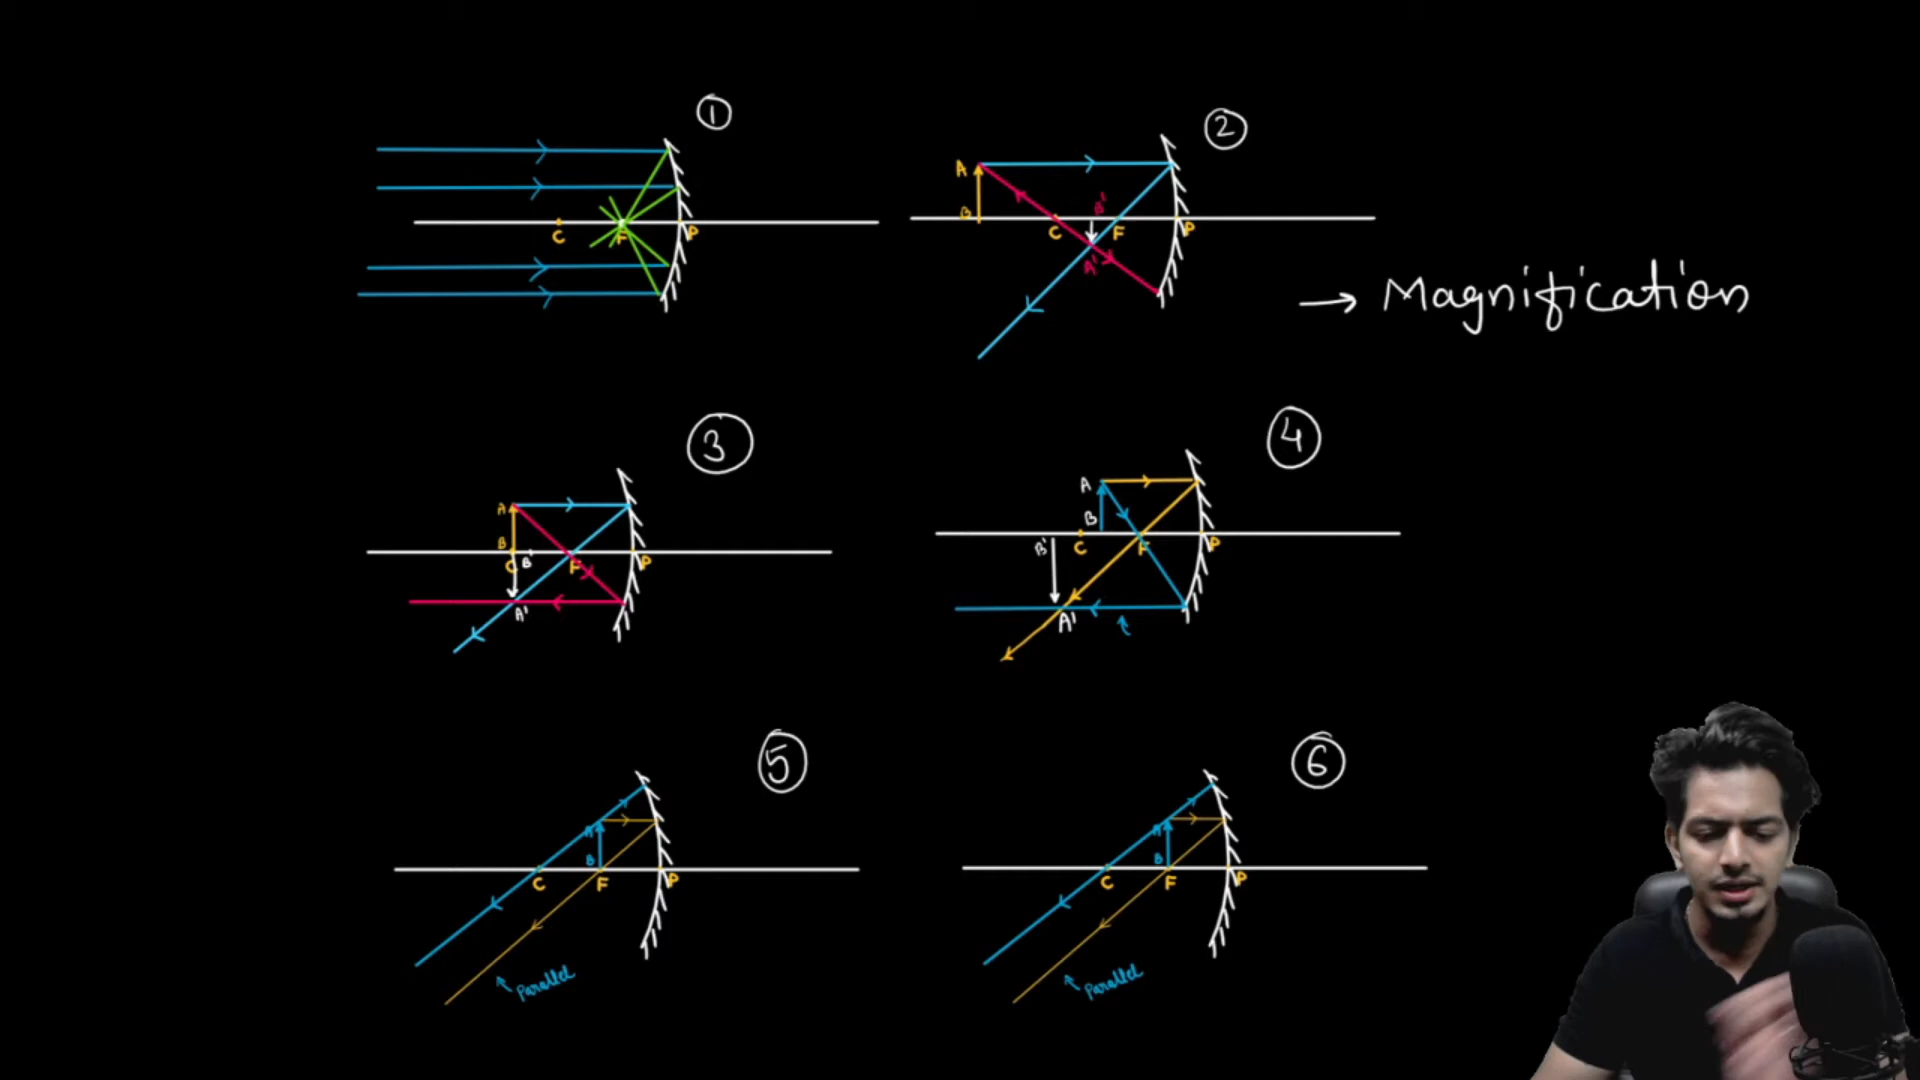 ①
C
F
P
②
A
B
B'
C
F
P
A'
→ Magnification
③
A
B
B'
C
F
P
A'
④
A
B
B'
C
F
P
A'
⑤
A
B
C
F
P
Parallel
⑥
A
B
C
F
P
Parallel